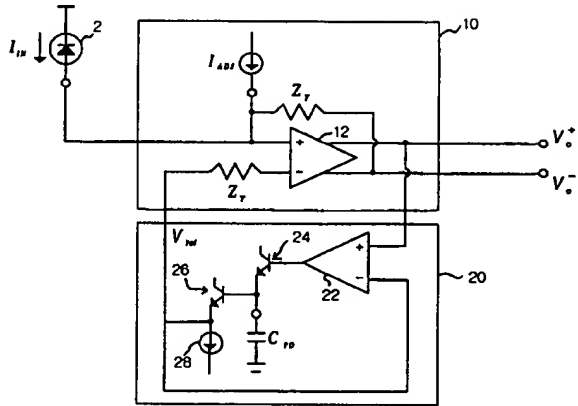 2
10
I_IN
I_ADJ
Z_T
12
+
−
V_o^+
V_o^-
Z_T
V_ref
24
+
−
22
20
26
28
C_PD